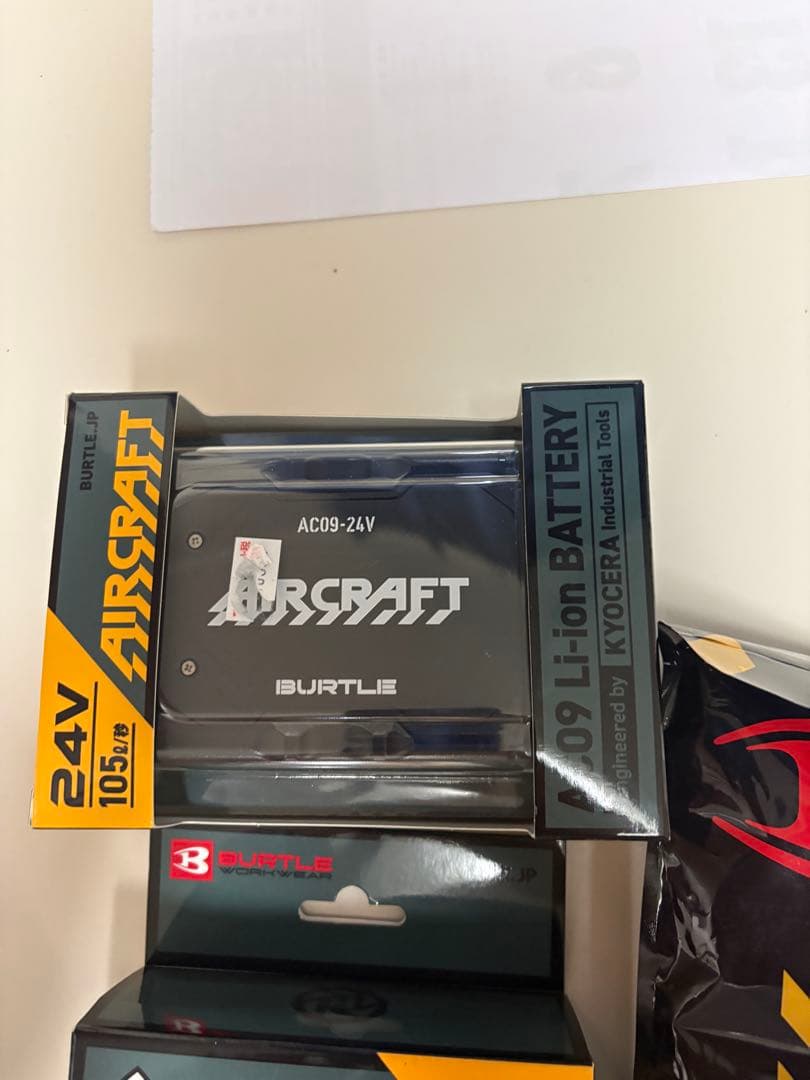 BURTLE.JP
AIRCRAFT
24V
105ℓ/秒
AC09-24V
AIRCRAFT
BURTLE
AC09 Li-ion BATTERY
Engineered by KYOCERA Industrial Tools
BURTLE
WORKWEAR
.JP